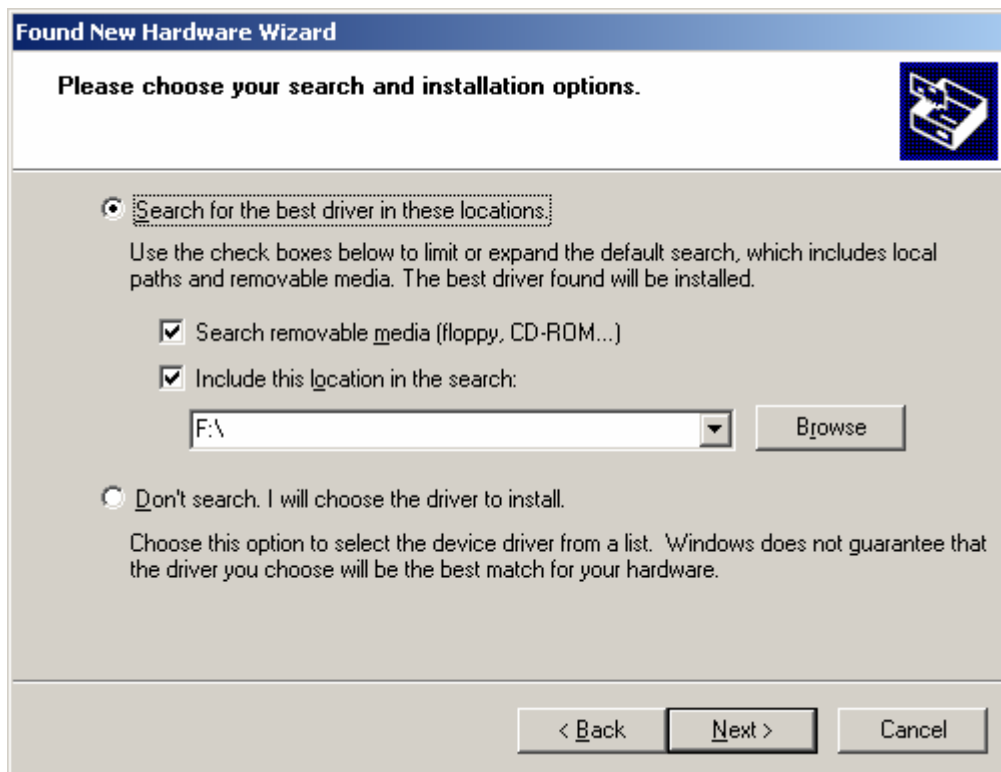 Found New Hardware Wizard
Please choose your search and installation options.
Search for the best driver in these locations.
Use the check boxes below to limit or expand the default search, which includes local
paths and removable media. The best driver found will be installed.
Search removable media (floppy, CD-ROM...)
Include this location in the search:
F:\
Browse
Don't search. I will choose the driver to install.
Choose this option to select the device driver from a list.  Windows does not guarantee that
the driver you choose will be the best match for your hardware.
< Back
Next >
Cancel